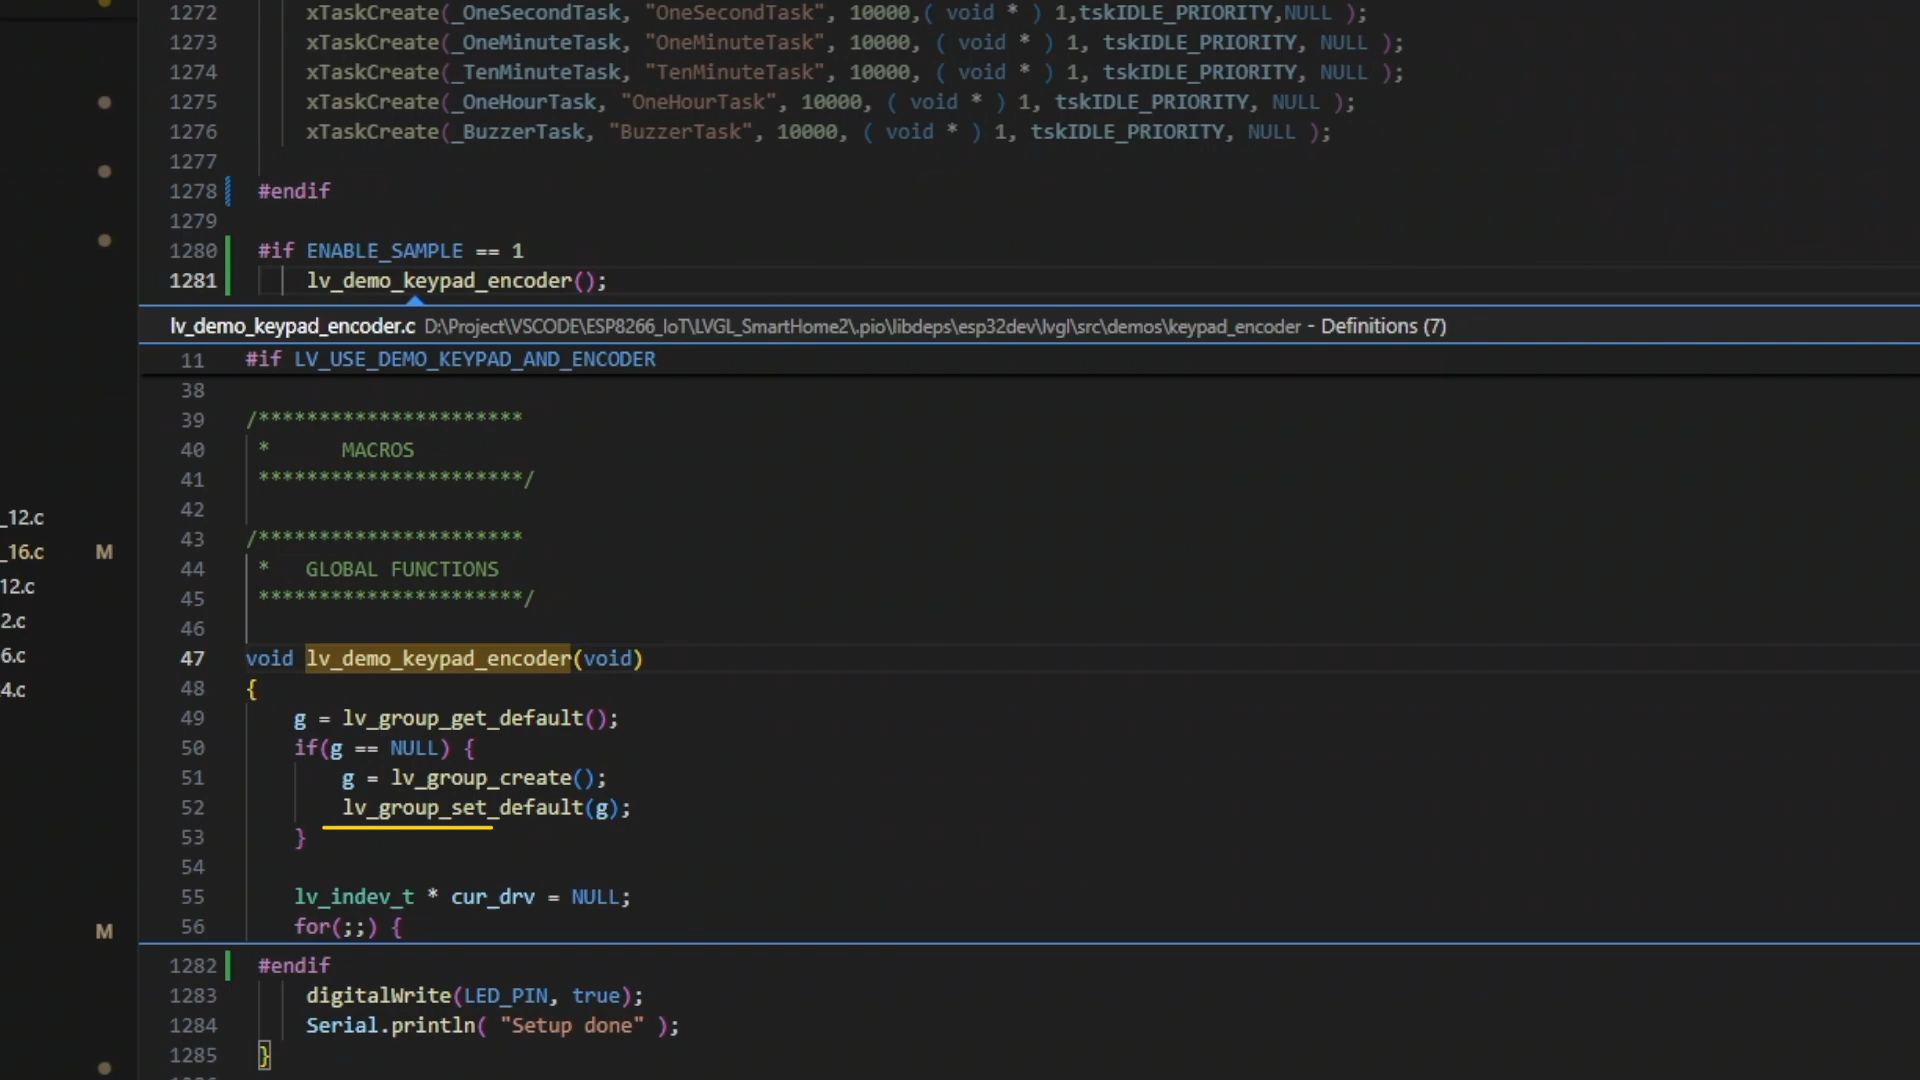 1272 xTaskCreate(_OneSecondTask, "OneSecondTask", 10000,( void * ) 1,tskIDLE_PRIORITY,NULL );
1273 xTaskCreate(_OneMinuteTask, "OneMinuteTask", 10000, ( void * ) 1, tskIDLE_PRIORITY, NULL );
1274 xTaskCreate(_TenMinuteTask, "TenMinuteTask", 10000, ( void * ) 1, tskIDLE_PRIORITY, NULL );
1275 xTaskCreate(_OneHourTask, "OneHourTask", 10000, ( void * ) 1, tskIDLE_PRIORITY, NULL );
1276 xTaskCreate(_BuzzerTask, "BuzzerTask", 10000, ( void * ) 1, tskIDLE_PRIORITY, NULL );
1277
1278 #endif
1279
1280 #if ENABLE_SAMPLE == 1
1281 lv_demo_keypad_encoder();
lv_demo_keypad_encoder.c D:\Project\VSCODE\ESP8266_IoT\LVGL_SmartHome2\.pio\libdeps\esp32dev\lvgl\src\demos\keypad_encoder - Definitions (7)
11 #if LV_USE_DEMO_KEYPAD_AND_ENCODER
38
39 /**********************
40 * MACROS
41 **********************/
42
43 /**********************
44 * GLOBAL FUNCTIONS
45 **********************/
46
47 void lv_demo_keypad_encoder(void)
48 {
49 g = lv_group_get_default();
50 if(g == NULL) {
51 g = lv_group_create();
52 lv_group_set_default(g);
53 }
54
55 lv_indev_t * cur_drv = NULL;
56 for(;;) {
1282 #endif
1283 digitalWrite(LED_PIN, true);
1284 Serial.println( "Setup done" );
1285 }
_12.c
_16.c M
12.c
2.c
6.c
4.c
M